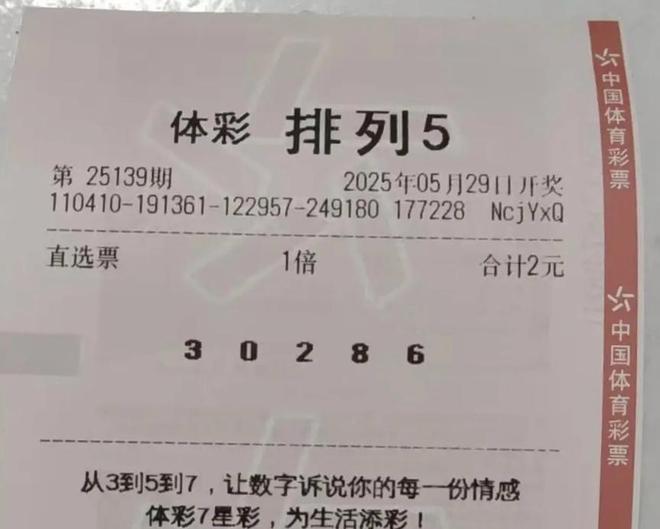 体彩 排列5
第 25139期 2025年05月29日开奖
110410-191361-122957-249180 177228 NcjYxQ
直选票 1倍 合计2元
3 0 2 8 6
从3到5到7，让数字诉说你的每一份情感
体彩7星彩，为生活添彩！
中国体育彩票
中国体育彩票